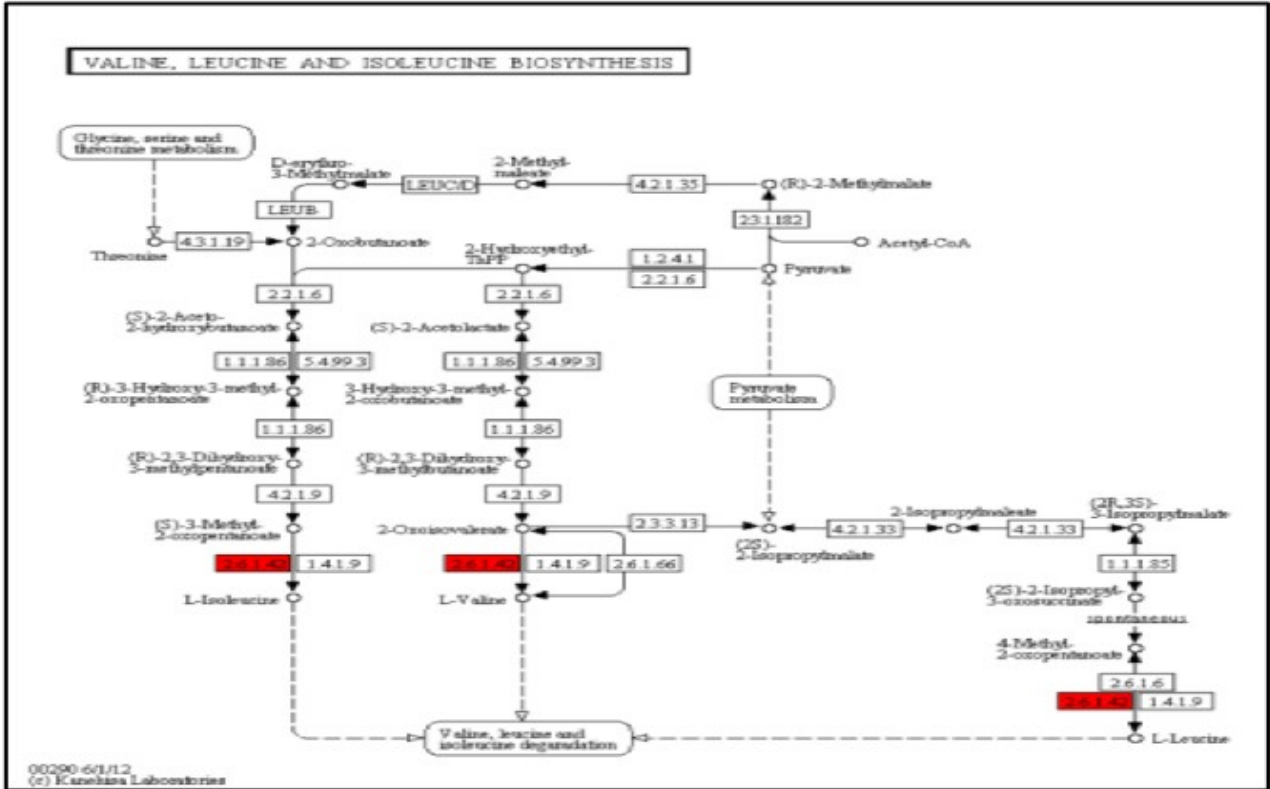 VALINE, LEUCINE AND ISOLEUCINE BIOSYNTHESIS
Glycine, serine and
threonine metabolism
D-erythro-
3-Methylmalate
LEUC/D
2-Methyl-
maleate
4.2.1.35
(R)-2-Methylmalate
LEUB
2.3.1.182
Threonine
4.3.1.19
2-Oxobutanoate
2-Hydroxyethyl-
ThPP
1.2.4.1
2.2.1.6
Pyruvate
Acetyl-CoA
2.2.1.6
2.2.1.6
(S)-2-Aceto-
2-hydroxybutanoate
(S)-2-Acetolactate
1.1.1.86
5.4.99.3
1.1.1.86
5.4.99.3
(R)-3-Hydroxy-3-methyl-
2-oxopentanoate
3-Hydroxy-3-methyl-
2-oxobutanoate
Pyruvate
metabolism
1.1.1.86
1.1.1.86
(R)-2,3-Dihydroxy-
3-methylpentanoate
(R)-2,3-Dihydroxy-
3-methylbutanoate
4.2.1.9
4.2.1.9
(S)-3-Methyl-
2-oxopentanoate
2-Oxoisovalerate
2.3.3.13
(2S)-
2-Isopropylmalate
4.2.1.33
2-Isopropylmaleate
4.2.1.33
(2R,3S)-
3-Isopropylmalate
2.6.1.42
1.4.1.9
2.6.1.42
1.4.1.9
2.6.1.66
1.1.1.85
L-Isoleucine
L-Valine
(2S)-2-Isopropyl-
3-oxosuccinate
spontaneous
4-Methyl-
2-oxopentanoate
2.6.1.6
2.6.1.42
1.4.1.9
L-Leucine
Valine, leucine and
isoleucine degradation
00290 6/1/12
(c) Kanehisa Laboratories